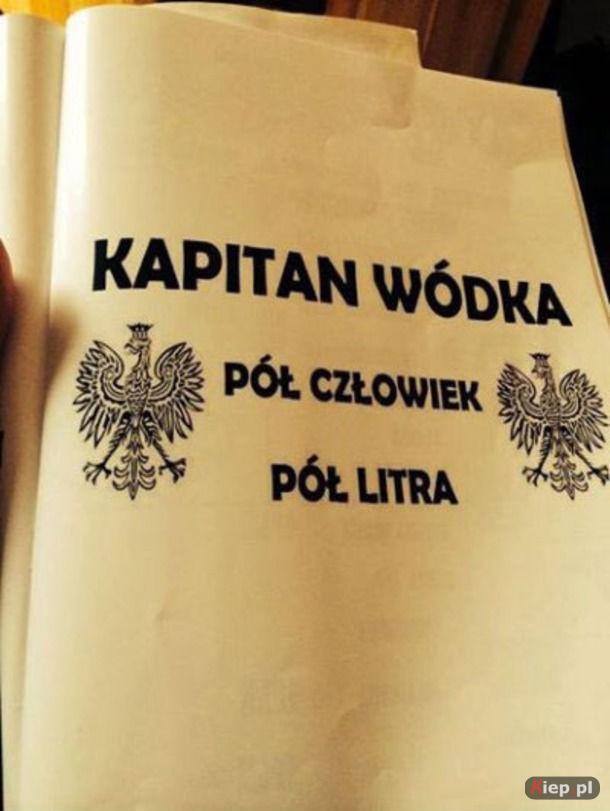 KAPITAN WÓDKA
PÓŁ CZŁOWIEK
PÓŁ LITRA
Kiep pl